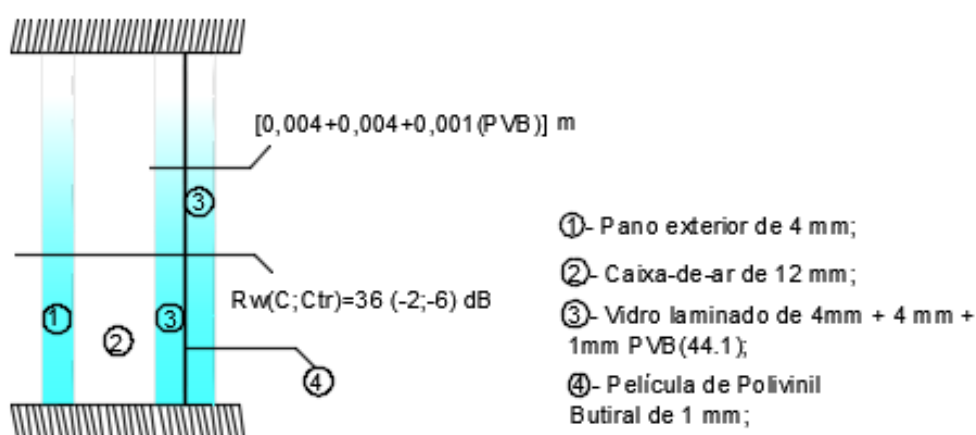 [0,004+0,004+0,001(PVB)] m
3
Rw(C;Ctr)=36 (-2;-6) dB
1
3
2
4
1- Pano exterior de 4 mm;
2- Caixa-de-ar de 12 mm;
3- Vidro laminado de 4mm + 4 mm +
1mm PVB(44.1);
4- Película de Polivinil
Butiral de 1 mm;